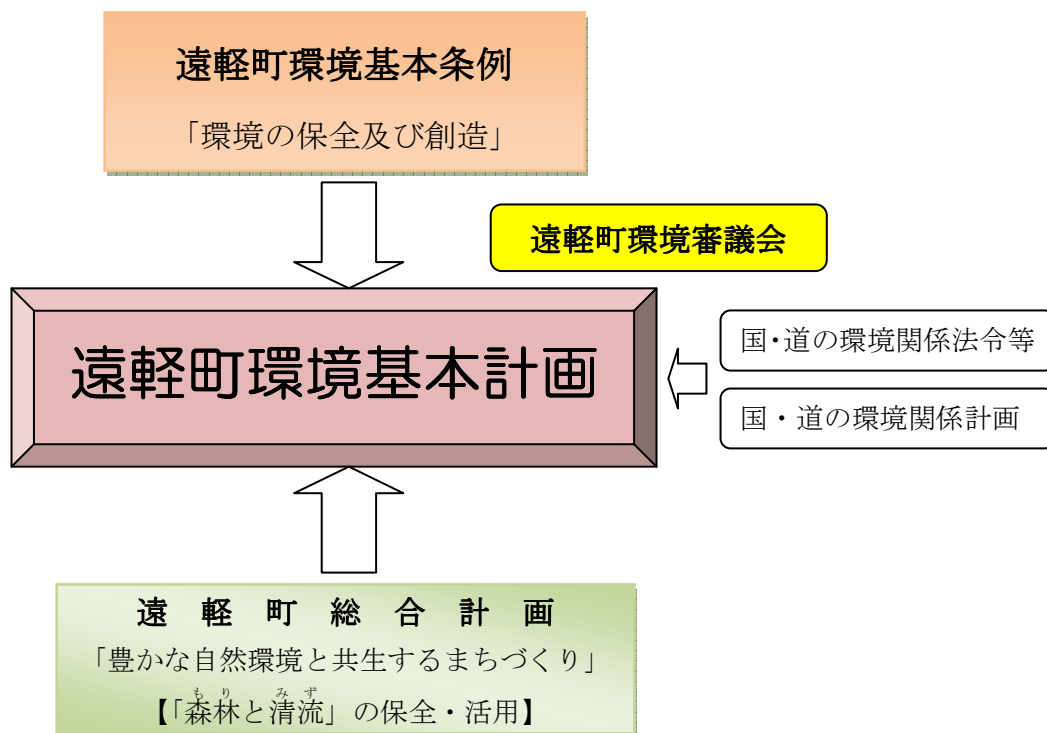 遠軽町環境基本条例
「環境の保全及び創造」
遠軽町環境審議会
遠軽町環境基本計画
国・道の環境関係法令等
国・道の環境関係計画
遠軽町総合計画
「豊かな自然環境と共生するまちづくり」
もり みず
【「森林と清流」の保全・活用】